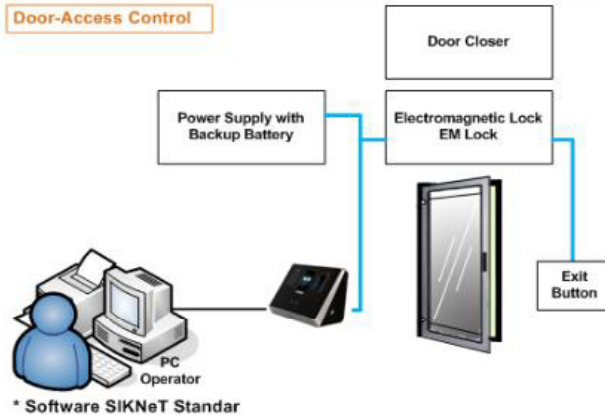 Door-Access Control
Door Closer
Power Supply with
Backup Battery
Electromagnetic Lock
EM Lock
Exit
Button
PC
Operator
* Software SIKNeT Standar